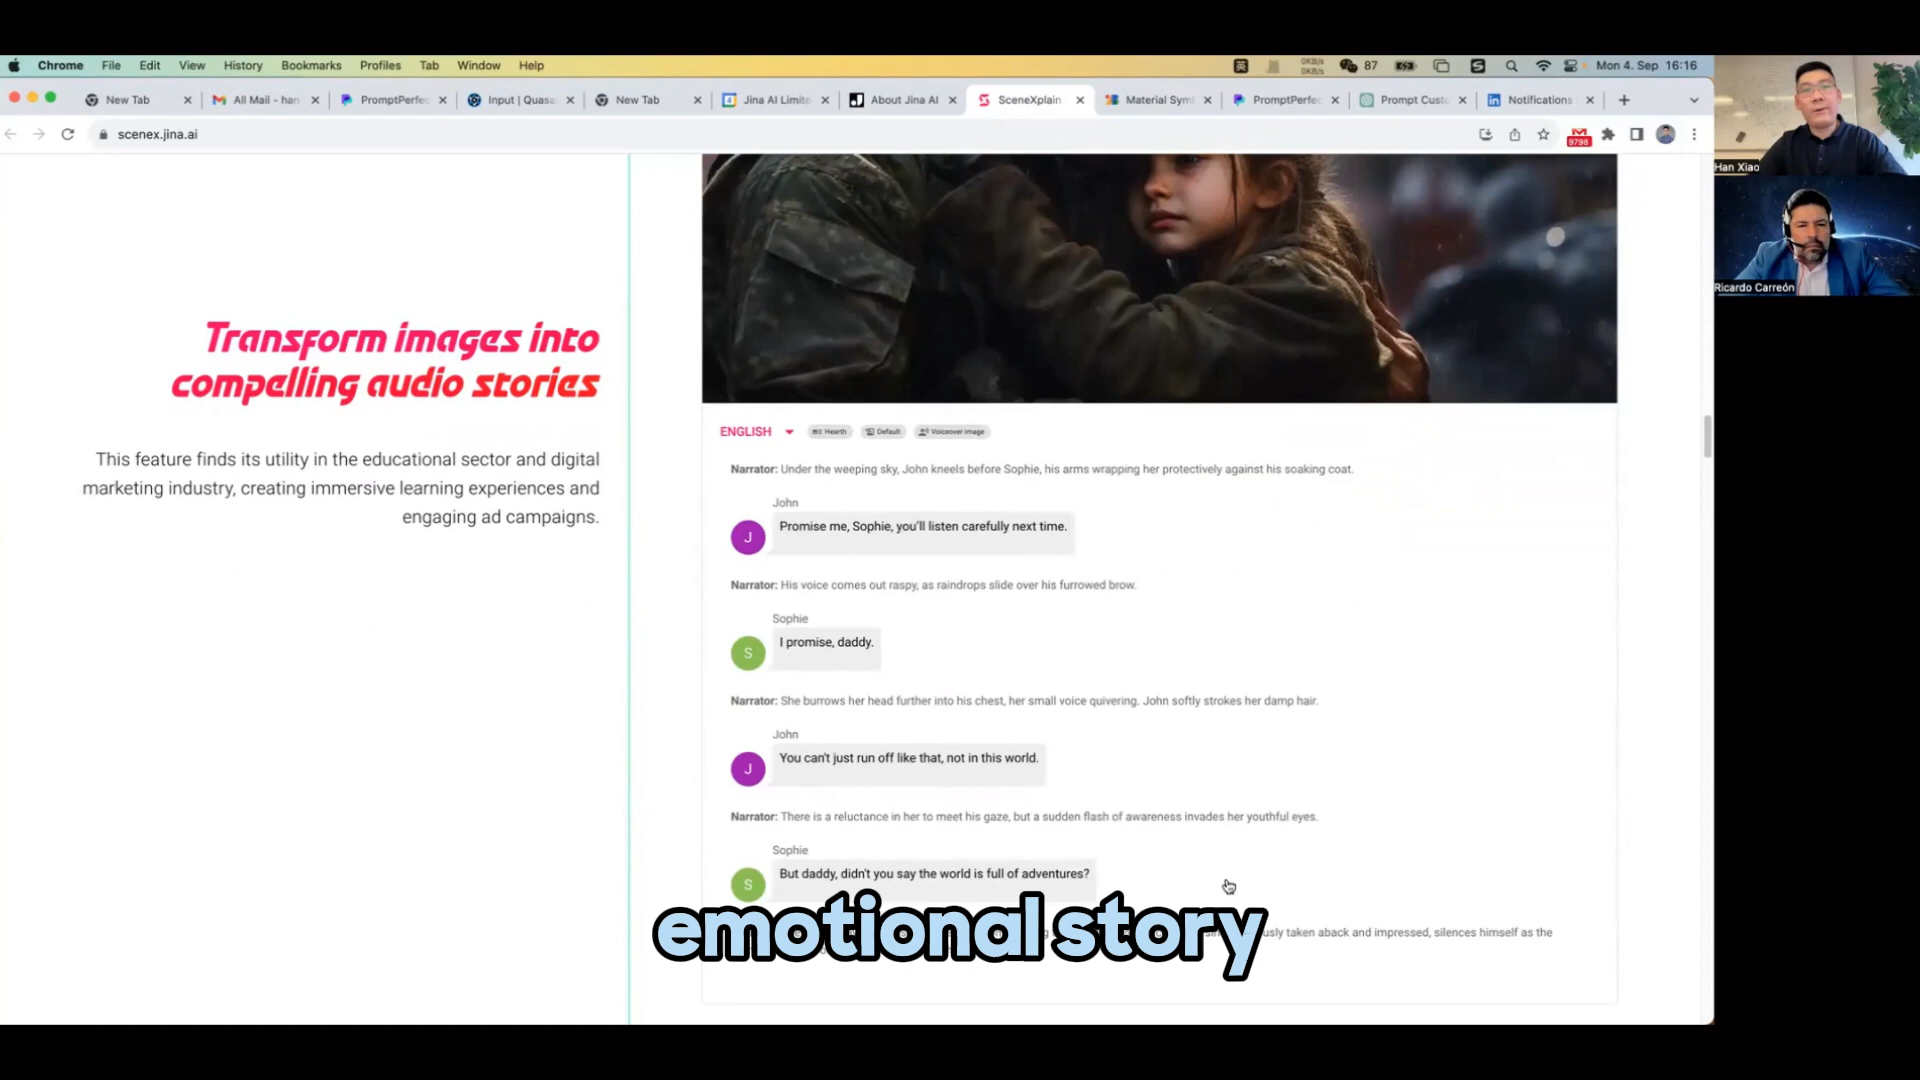 Chrome File Edit View History Bookmarks Profiles Tab Window Help
英 0KB/s 0KB/s 87 Mon 4. Sep 16:16
New Tab All Mail - han PromptPerfec Input | Quasa New Tab Jina AI Limite About Jina AI SceneXplain Material Sym PromptPerfec Prompt Custo Notifications
scenex.jina.ai
9798
Han Xiao
Ricardo Carreón
Transform images into
compelling audio stories
This feature finds its utility in the educational sector and digital
marketing industry, creating immersive learning experiences and
engaging ad campaigns.
ENGLISH Hearth Default Voiceover image
Narrator: Under the weeping sky, John kneels before Sophie, his arms wrapping her protectively against his soaking coat.
John
J
Promise me, Sophie, you'll listen carefully next time.
Narrator: His voice comes out raspy, as raindrops slide over his furrowed brow.
Sophie
S
I promise, daddy.
Narrator: She burrows her head further into his chest, her small voice quivering. John softly strokes her damp hair.
John
J
You can't just run off like that, not in this world.
Narrator: There is a reluctance in her to meet his gaze, but a sudden flash of awareness invades her youthful eyes.
Sophie
S
But daddy, didn't you say the world is full of adventures?
taken aback and impressed, silences himself as the
emotional story